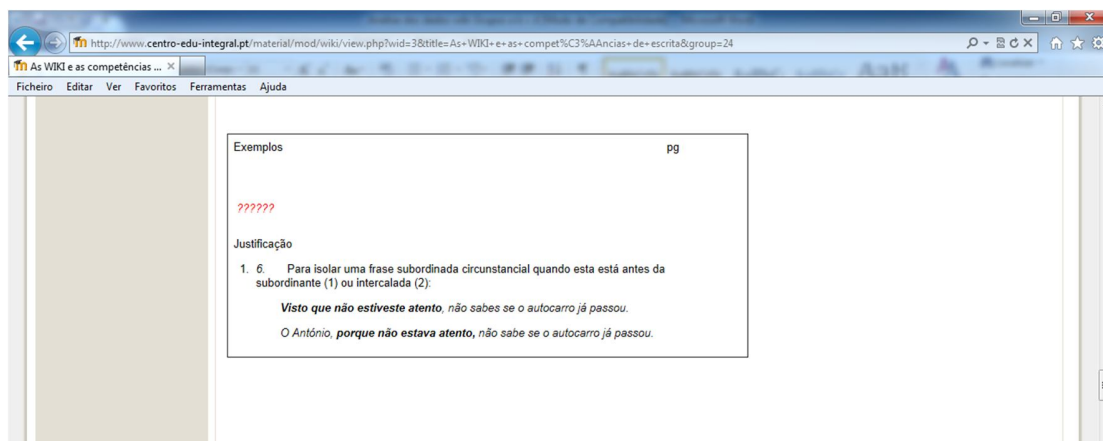 http://www.centro-edu-integral.pt/material/mod/wiki/view.php?wid=3&title=As+WIKI+e+as+compet%C3%AAncias+de+escrita&group=24
As WIKI e as competências ...
Ficheiro Editar Ver Favoritos Ferramentas Ajuda
Exemplos pg
??????
Justificação
1. 6. Para isolar uma frase subordinada circunstancial quando esta está antes da
subordinante (1) ou intercalada (2):
Visto que não estiveste atento, não sabes se o autocarro já passou.
O António, porque não estava atento, não sabe se o autocarro já passou.